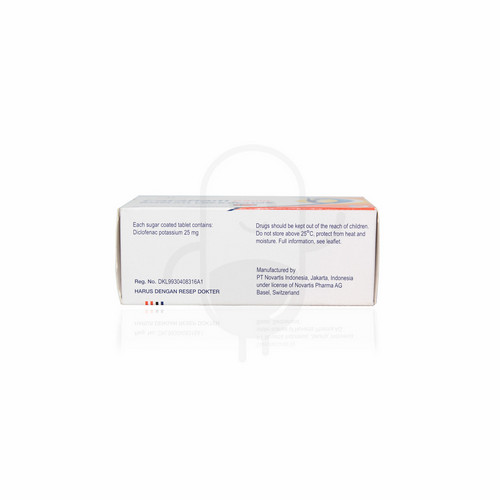 Each sugar coated tablet contains:
Diclofenac potassium 25 mg
Reg. No. DKL9930408316A1
HARUS DENGAN RESEP DOKTER
Drugs should be kept out of the reach of children.
Do not store above 25°C, protect from heat and
moisture. Full information, see leaflet.
Manufactured by
PT Novartis Indonesia, Jakarta, Indonesia
under license of Novartis Pharma AG
Basel, Switzerland